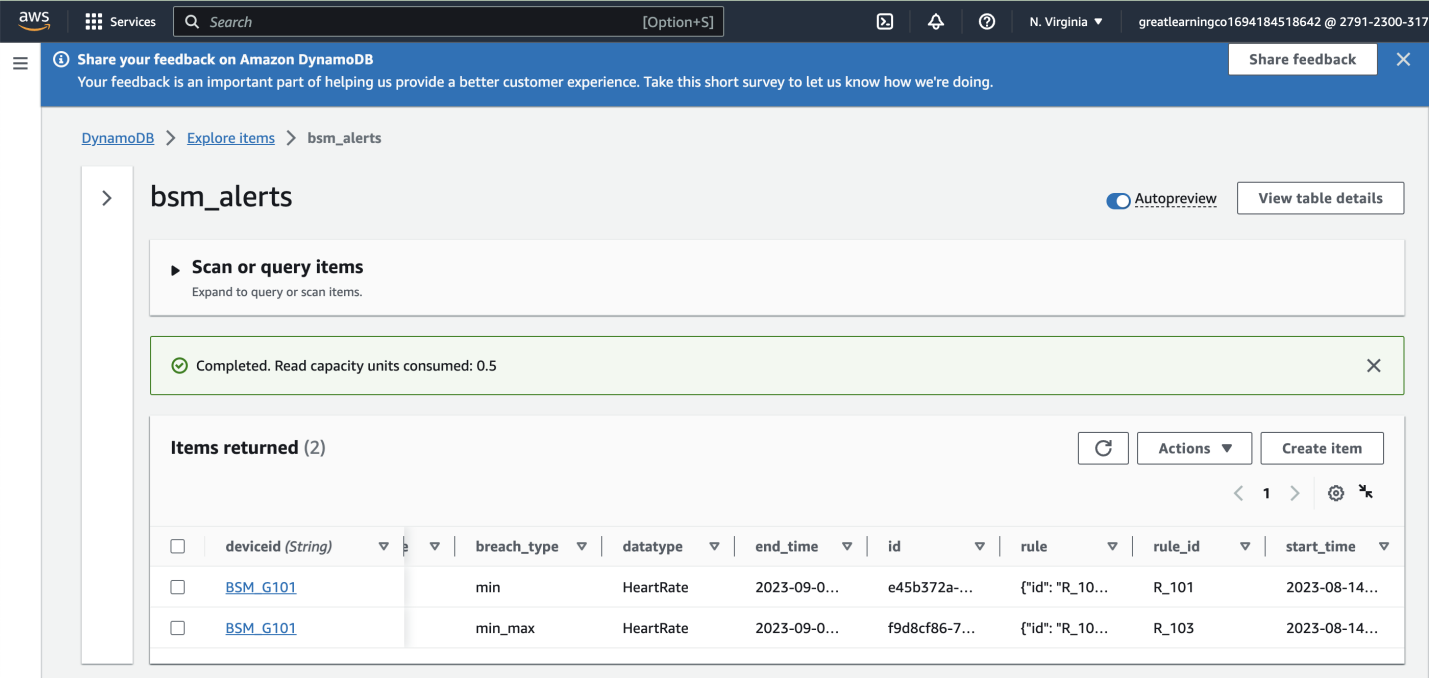 aws Services Search [Option+S] N. Virginia greatlearningco1694184518642 @ 2791-2300-317
Share your feedback on Amazon DynamoDB
Your feedback is an important part of helping us provide a better customer experience. Take this short survey to let us know how we're doing.
Share feedback
DynamoDB > Explore items > bsm_alerts
bsm_alerts
Autopreview View table details
Scan or query items
Expand to query or scan items.
Completed. Read capacity units consumed: 0.5
Items returned (2)
Actions Create item
1
deviceid (String) e breach_type datatype end_time id rule rule_id start_time
BSM_G101 min HeartRate 2023-09-0... e45b372a-... {"id": "R_10... R_101 2023-08-14...
BSM_G101 min_max HeartRate 2023-09-0... f9d8cf86-7... {"id": "R_10... R_103 2023-08-14...